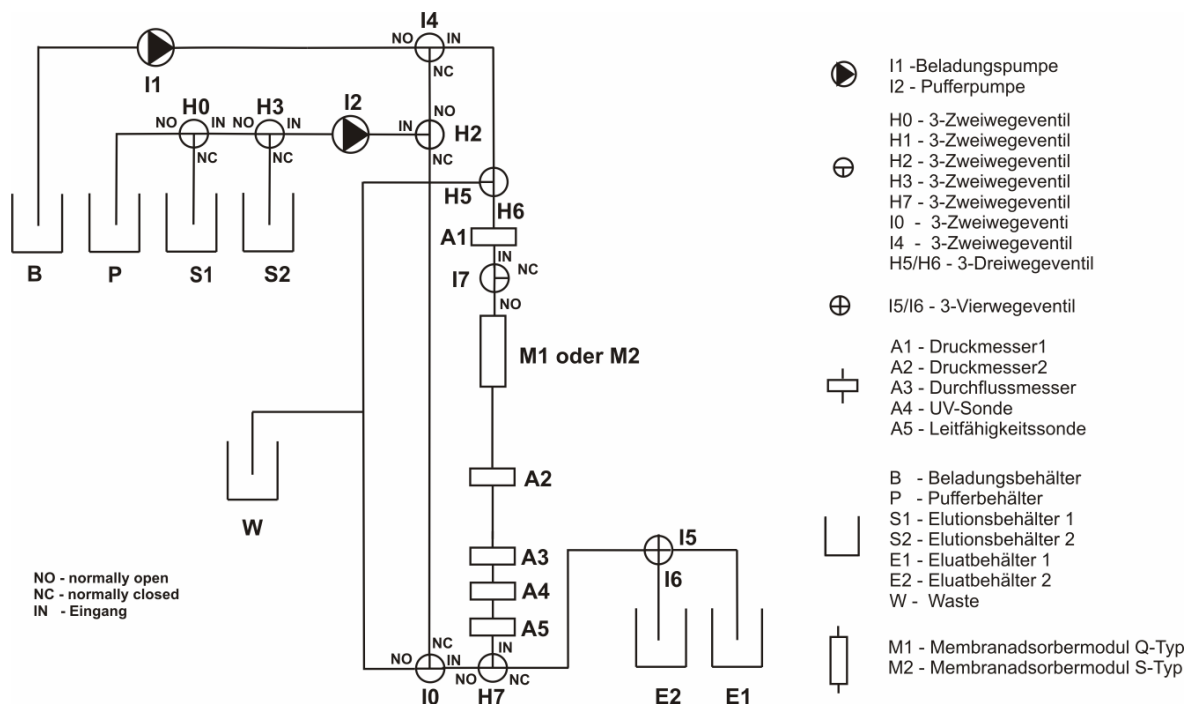 I4
NO IN
NC
I1
H0 H3 I2
NO IN NO IN IN NO
NC NC H2
NC
H5
H6
A1
IN
NC
I7
NO
B P S1 S2
M1 oder M2
A2
W
A3
A4
A5
I5
I6
NC IN
NO IN NO NC
I0 H7
E2 E1
NO - normally open
NC - normally closed
IN - Eingang
I1 -Beladungspumpe
I2 - Pufferpumpe
H0 - 3-Zweiwegeventil
H1 - 3-Zweiwegeventil
H2 - 3-Zweiwegeventil
H3 - 3-Zweiwegeventil
H7 - 3-Zweiwegeventil
I0 - 3-Zweiwegeventi
I4 - 3-Zweiwegeventil
H5/H6 - 3-Dreiwegeventil
I5/I6 - 3-Vierwegeventil
A1 - Druckmesser1
A2 - Druckmesser2
A3 - Durchflussmesser
A4 - UV-Sonde
A5 - Leitfähigkeitssonde
B - Beladungsbehälter
P - Pufferbehälter
S1 - Elutionsbehälter 1
S2 - Elutionsbehälter 2
E1 - Eluatbehälter 1
E2 - Eluatbehälter 2
W - Waste
M1 - Membranadsorbermodul Q-Typ
M2 - Membranadsorbermodul S-Typ